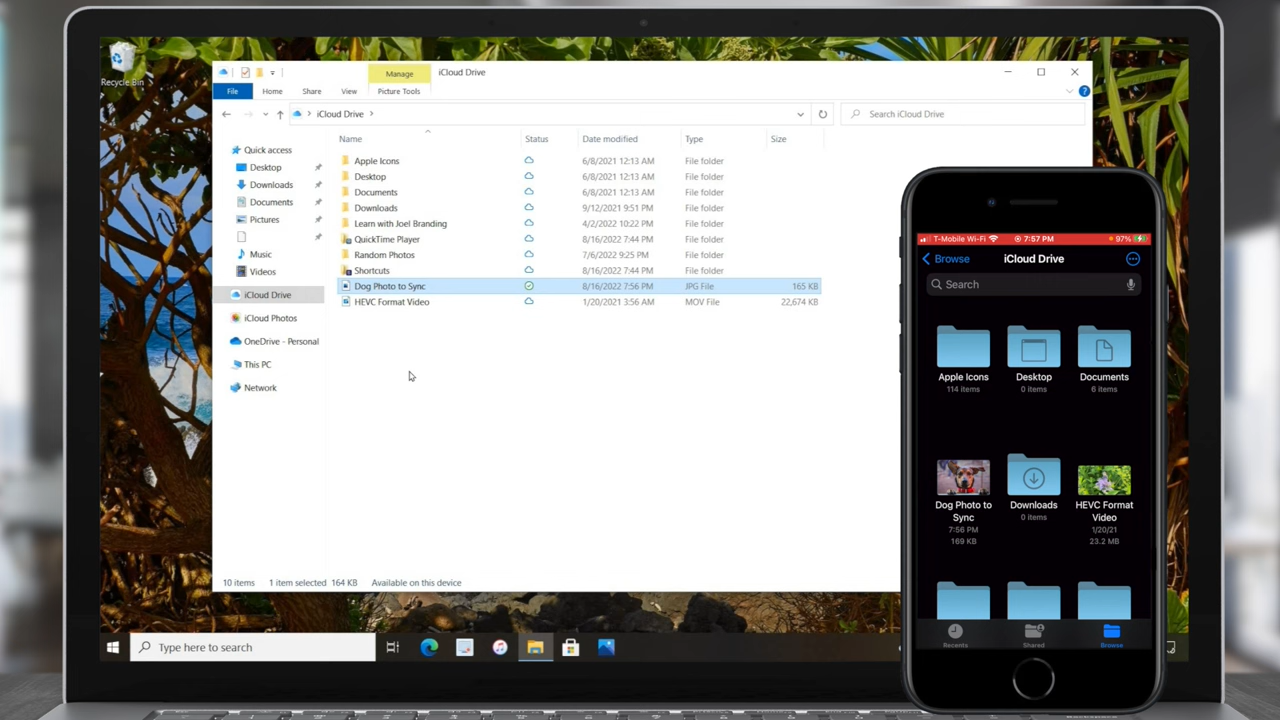 Recycle Bin
Manage
iCloud Drive
File
Home
Share
View
Picture Tools
iCloud Drive
Search iCloud Drive
Name
Status
Date modified
Type
Size
Quick access
Desktop
Downloads
Documents
Pictures
Music
Videos
iCloud Drive
iCloud Photos
OneDrive - Personal
This PC
Network
Apple Icons 6/8/2021 12:13 AM File folder
Desktop 6/8/2021 12:13 AM File folder
Documents 6/8/2021 12:13 AM File folder
Downloads 9/12/2021 9:51 PM File folder
Learn with Joel Branding 4/2/2022 10:22 PM File folder
QuickTime Player 8/16/2022 7:44 PM File folder
Random Photos 7/6/2022 9:25 PM File folder
Shortcuts 8/16/2022 7:44 PM File folder
Dog Photo to Sync 8/16/2022 7:56 PM JPG File 165 KB
HEVC Format Video 1/20/2021 3:56 AM MOV File 22,674 KB
10 items 1 item selected 164 KB Available on this device
Type here to search
T-Mobile Wi-Fi 7:57 PM 97%
Browse
iCloud Drive
Search
Apple Icons
114 items
Desktop
0 items
Documents
6 items
Dog Photo to
Sync
7:56 PM
169 KB
Downloads
0 items
HEVC Format
Video
1/20/21
23.2 MB
Recents
Shared
Browse